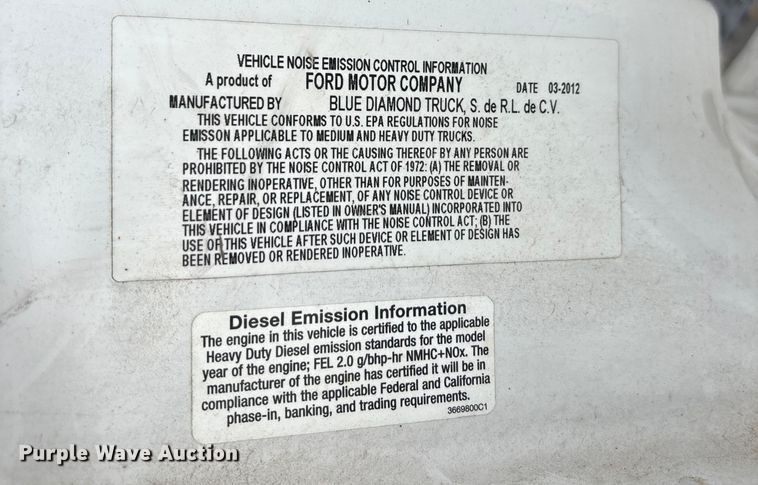 VEHICLE NOISE EMISSION CONTROL INFORMATION
A product of FORD MOTOR COMPANY DATE 03-2012
MANUFACTURED BY BLUE DIAMOND TRUCK, S. de R.L. de C.V.
THIS VEHICLE CONFORMS TO U.S. EPA REGULATIONS FOR NOISE
EMISSON APPLICABLE TO MEDIUM AND HEAVY DUTY TRUCKS.
THE FOLLOWING ACTS OR THE CAUSING THEREOF BY ANY PERSON ARE
PROHIBITED BY THE NOISE CONTROL ACT OF 1972: (A) THE REMOVAL OR
RENDERING INOPERATIVE, OTHER THAN FOR PURPOSES OF MAINTEN-
ANCE, REPAIR, OR REPLACEMENT, OF ANY NOISE CONTROL DEVICE OR
ELEMENT OF DESIGN (LISTED IN OWNER'S MANUAL) INCORPORATED INTO
THIS VEHICLE IN COMPLIANCE WITH THE NOISE CONTROL ACT; (B) THE
USE OF THIS VEHICLE AFTER SUCH DEVICE OR ELEMENT OF DESIGN HAS
BEEN REMOVED OR RENDERED INOPERATIVE.
Diesel Emission Information
The engine in this vehicle is certified to the applicable
Heavy Duty Diesel emission standards for the model
year of the engine; FEL 2.0 g/bhp-hr NMHC+NOx. The
manufacturer of the engine has certified it will be in
compliance with the applicable Federal and California
phase-in, banking, and trading requirements.
3669800C1
Purple Wave Auction